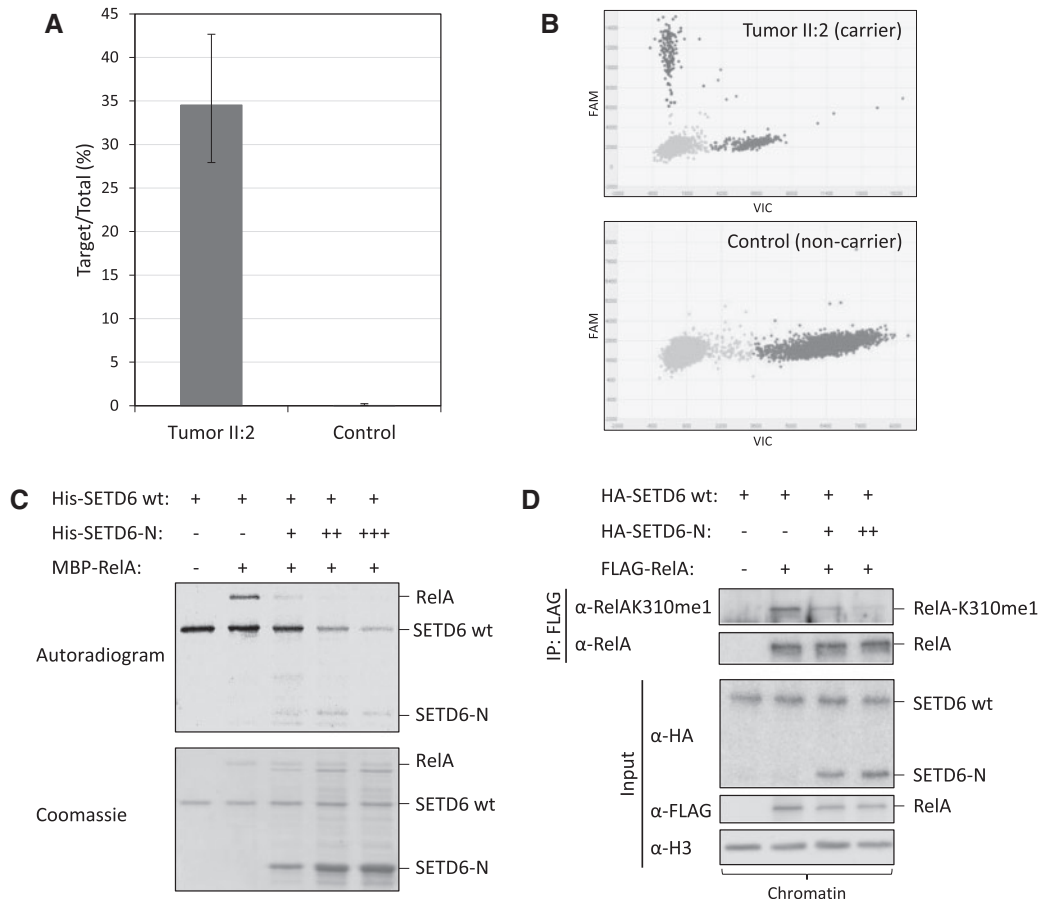 A
45
40
35
30
25
20
15
10
5
0
Target/Total (%)
Tumor II:2 Control
B
Tumor II:2 (carrier)
FAM
VIC
Control (non-carrier)
FAM
VIC
C
His-SETD6 wt: + + + + +
His-SETD6-N: - - + ++ +++
MBP-RelA: - + + + +
Autoradiogram
RelA
SETD6 wt
SETD6-N
Coomassie
RelA
SETD6 wt
SETD6-N
D
HA-SETD6 wt: + + + +
HA-SETD6-N: - - + ++
FLAG-RelA: - + + +
IP: FLAG
α-RelAK310me1 RelA-K310me1
α-RelA RelA
Input
α-HA
SETD6 wt
SETD6-N
α-FLAG RelA
α-H3
Chromatin